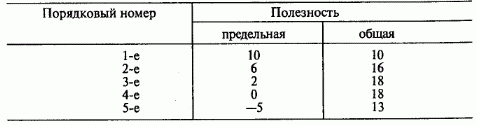 Порядковый номер Полезность
предельная общая
1-е 10 10
2-е 6 16
3-е 2 18
4-е 0 18
5-е —5 13